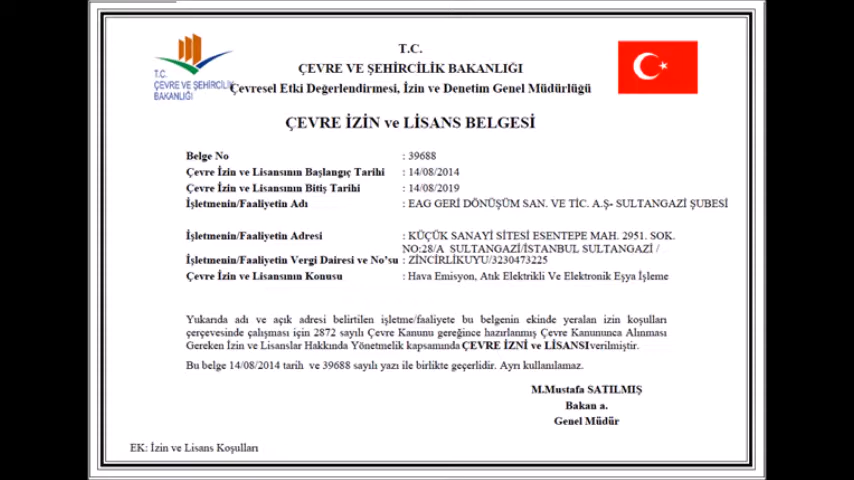 T.C.
ÇEVRE VE ŞEHİRCİLİK
BAKANLIĞI
T.C.
ÇEVRE VE ŞEHİRCİLİK BAKANLIĞI
Çevresel Etki Değerlendirmesi, İzin ve Denetim Genel Müdürlüğü
ÇEVRE İZİN ve LİSANS BELGESİ
Belge No : 39688
Çevre İzin ve Lisansının Başlangıç Tarihi : 14/08/2014
Çevre İzin ve Lisansının Bitiş Tarihi : 14/08/2019
İşletmenin/Faaliyetin Adı : EAG GERİ DÖNÜŞÜM SAN. VE TİC. A.Ş- SULTANGAZİ ŞUBESİ
İşletmenin/Faaliyetin Adresi : KÜÇÜK SANAYİ SİTESİ ESENTEPE MAH. 2951. SOK.
NO:28/A SULTANGAZİ/İSTANBUL SULTANGAZİ /
İşletmenin/Faaliyetin Vergi Dairesi ve No'su : ZİNCİRLİKUYU/3230473225
Çevre İzin ve Lisansının Konusu : Hava Emisyon, Atık Elektrikli Ve Elektronik Eşya İşleme
Yukarıda adı ve açık adresi belirtilen işletme/faaliyete bu belgenin ekinde yeralan izin koşulları
çerçevesinde çalışması için 2872 sayılı Çevre Kanunu gereğince hazırlanmış Çevre Kanununca Alınması
Gereken İzin ve Lisanslar Hakkında Yönetmelik kapsamında ÇEVRE İZNİ ve LİSANSI verilmiştir.
Bu belge 14/08/2014 tarih ve 39688 sayılı yazı ile birlikte geçerlidir. Ayrı kullanılamaz.
M.Mustafa SATILMIŞ
Bakan a.
Genel Müdür
EK: İzin ve Lisans Koşulları